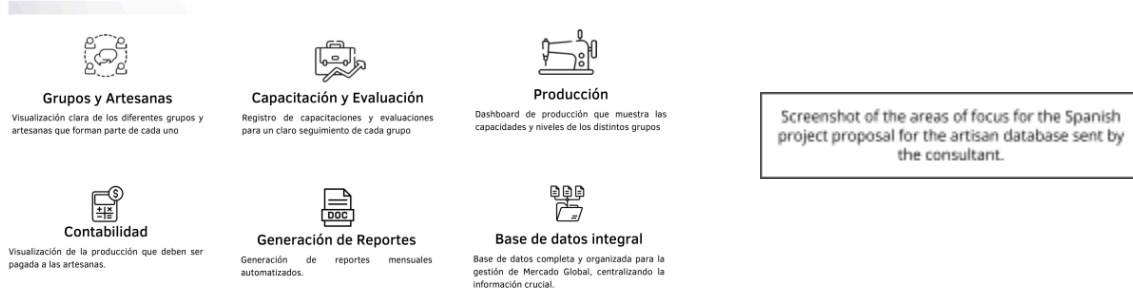 Grupos y Artesanas
Visualización clara de los diferentes grupos y
artesanas que forman parte de cada uno
Capacitación y Evaluación
Registro de capacitaciones y evaluaciones
para un claro seguimiento de cada grupo
Producción
Dashboard de producción que muestra las
capacidades y niveles de los distintos grupos
Contabilidad
Visualización de la producción que deben ser
pagada a las artesanas.
DOC
Generación de Reportes
Generación de reportes mensuales
automatizados.
Base de datos integral
Base de datos completa y organizada para la
gestión de Mercado Global, centralizando la
información crucial.
Screenshot of the areas of focus for the Spanish
project proposal for the artisan database sent by
the consultant.